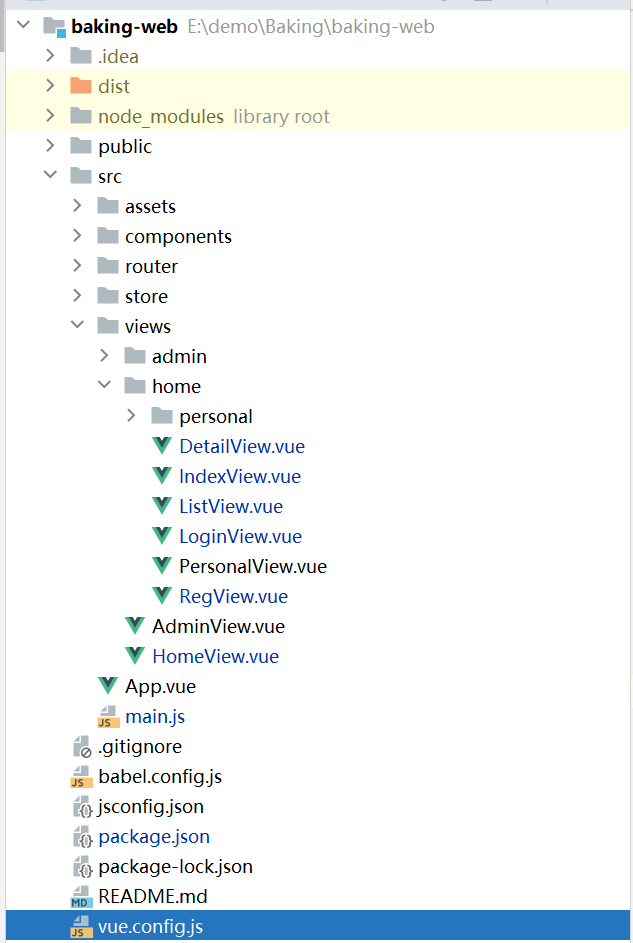 baking-web E:\demo\Baking\baking-web
.idea
dist
node_modules library root
public
src
assets
components
router
store
views
admin
home
personal
DetailView.vue
IndexView.vue
ListView.vue
LoginView.vue
PersonalView.vue
RegView.vue
AdminView.vue
HomeView.vue
App.vue
JS main.js
.gitignore
JS babel.config.js
jsconfig.json
package.json
package-lock.json
MD README.md
JS vue.config.js